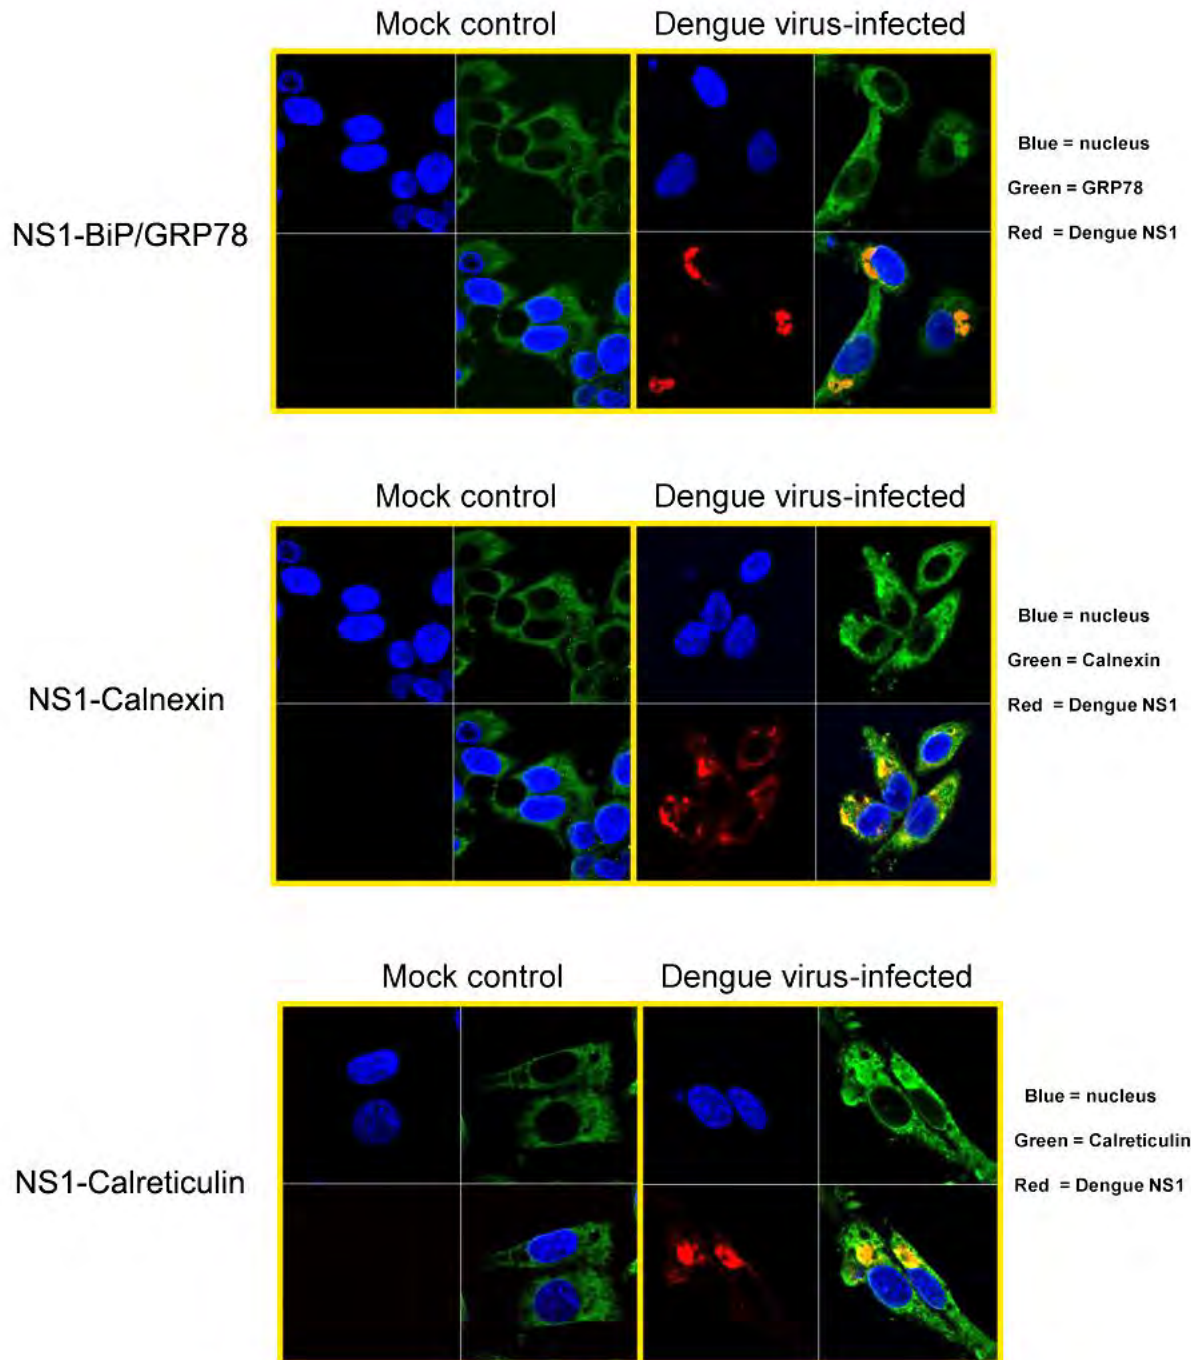 Mock control
Dengue virus-infected
NS1-BiP/GRP78
Blue = nucleus
Green = GRP78
Red = Dengue NS1
Mock control
Dengue virus-infected
NS1-Calnexin
Blue = nucleus
Green = Calnexin
Red = Dengue NS1
Mock control
Dengue virus-infected
NS1-Calreticulin
Blue = nucleus
Green = Calreticulin
Red = Dengue NS1